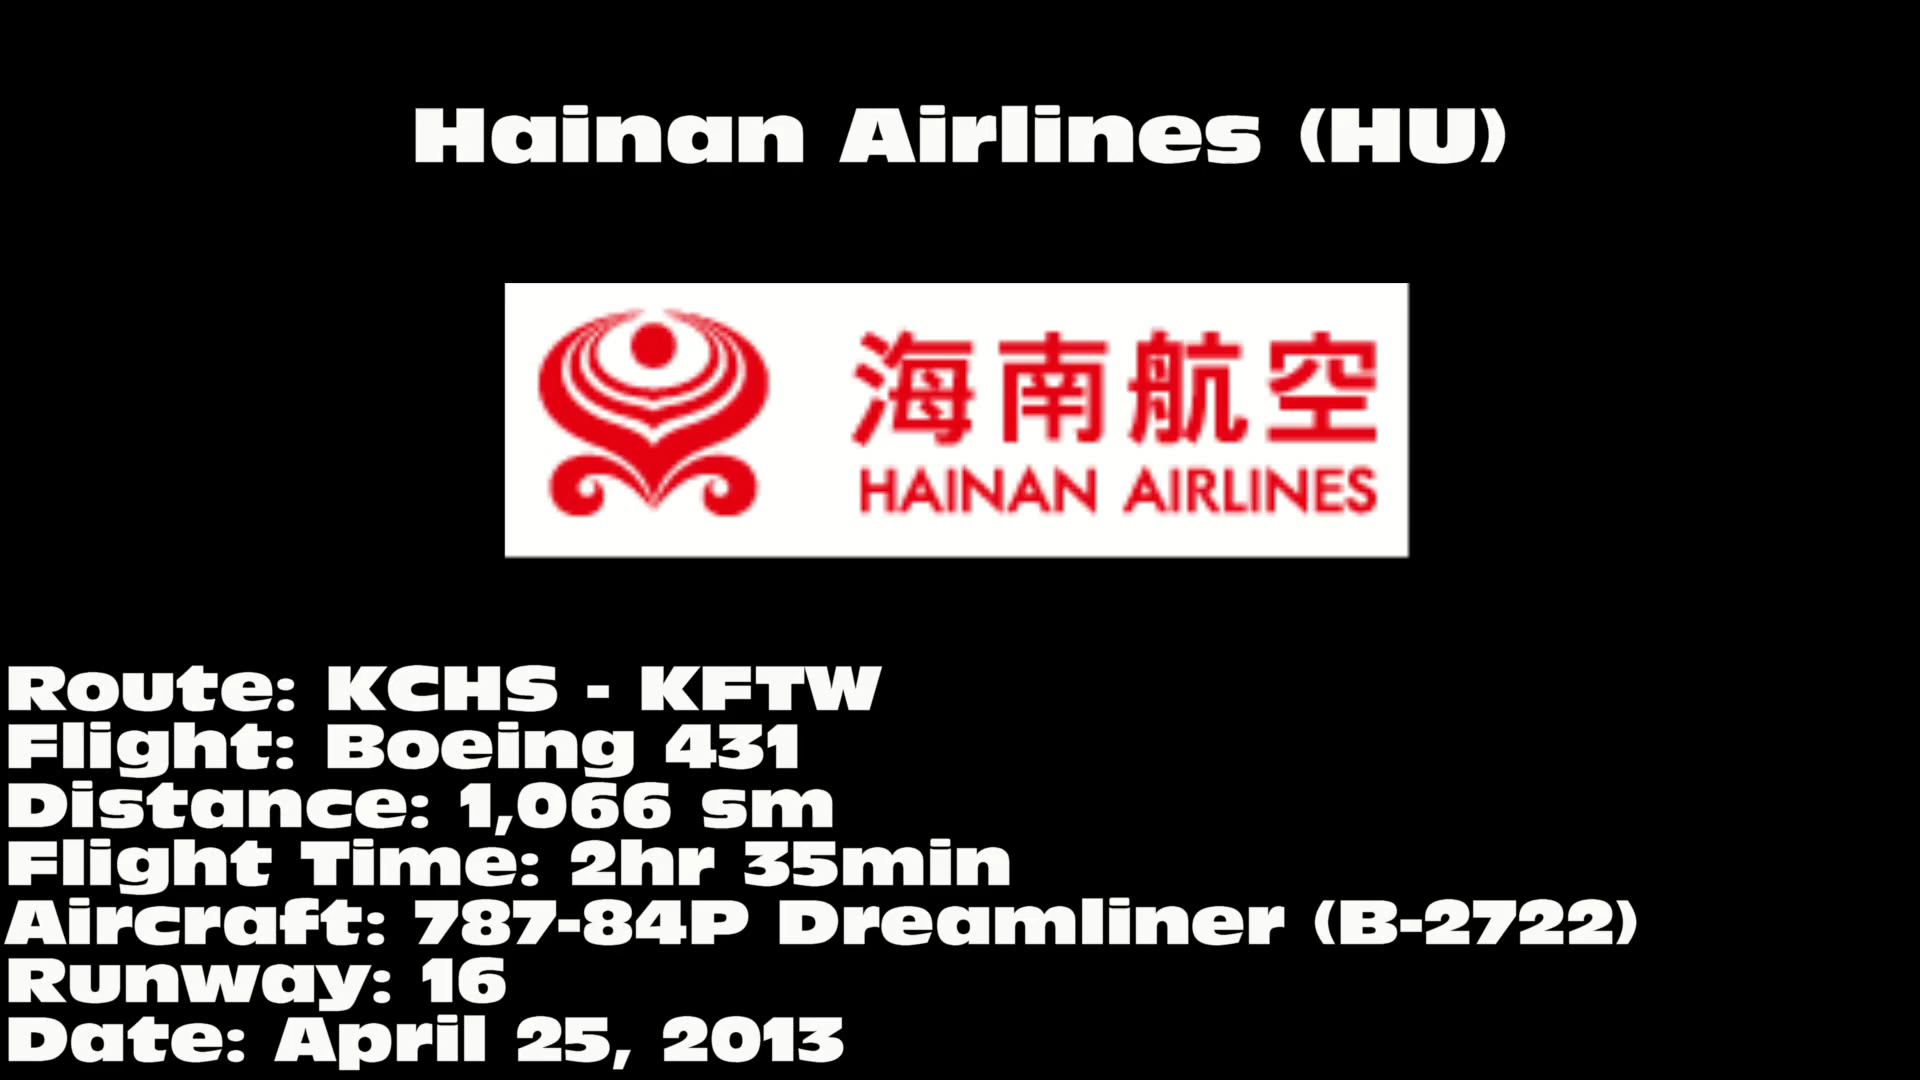 Hainan Airlines (HU)
海南航空
HAINAN AIRLINES
Route: KCHS - KFTW
Flight: Boeing 431
Distance: 1,066 sm
Flight Time: 2hr 35min
Aircraft: 787-84P Dreamliner (B-2722)
Runway: 16
Date: April 25, 2013